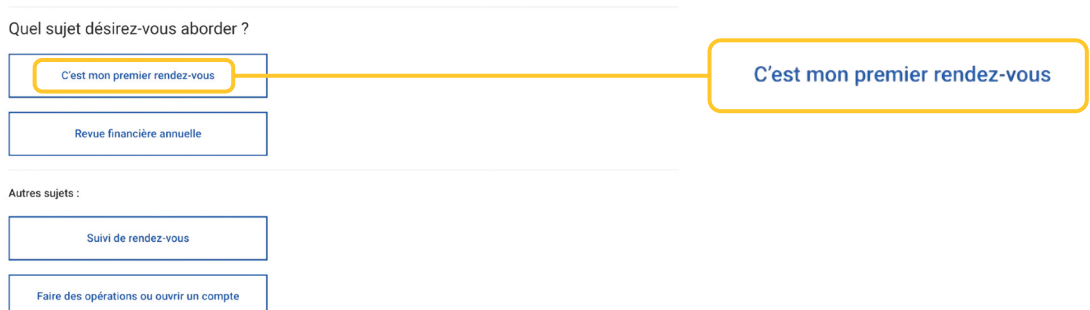 Quel sujet désirez-vous aborder ?
C'est mon premier rendez-vous
C'est mon premier rendez-vous
Revue financière annuelle
Autres sujets :
Suivi de rendez-vous
Faire des opérations ou ouvrir un compte